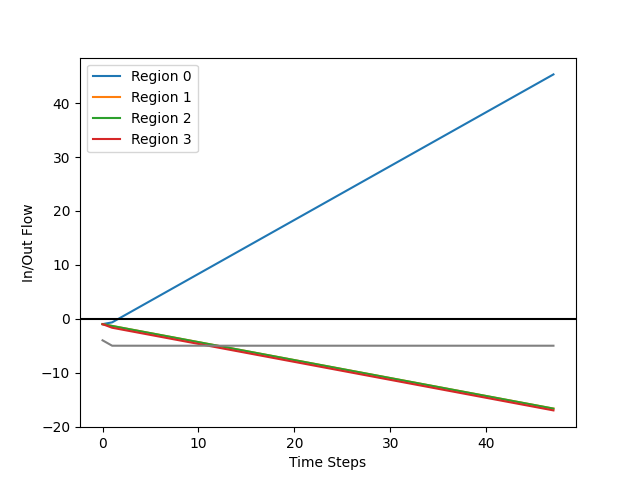 Region 0
Region 1
Region 2
Region 3
In/Out Flow
40
30
20
10
0
−10
−20
0 10 20 30 40
Time Steps